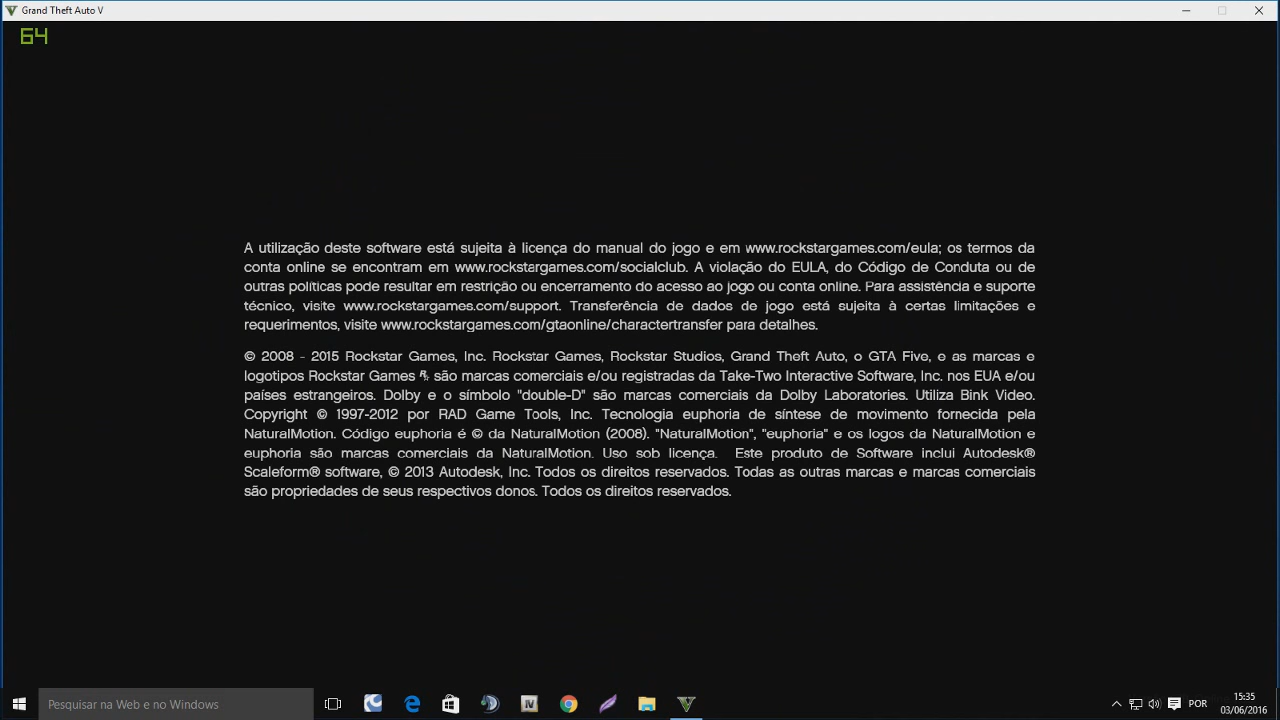 Grand Theft Auto V
64
A utilização deste software está sujeita à licença do manual do jogo e em www.rockstargames.com/eula; os termos da
conta online se encontram em www.rockstargames.com/socialclub. A violação do EULA, do Código de Conduta ou de
outras políticas pode resultar em restrição ou encerramento do acesso ao jogo ou conta online. Para assistência e suporte
técnico, visite www.rockstargames.com/support. Transferência de dados de jogo está sujeita à certas limitações e
requerimentos, visite www.rockstargames.com/gtaonline/charactertransfer para detalhes.
© 2008 - 2015 Rockstar Games, Inc. Rockstar Games, Rockstar Studios, Grand Theft Auto, o GTA Five, e as marcas e
logotipos Rockstar Games R* são marcas comerciais e/ou registradas da Take-Two Interactive Software, Inc. nos EUA e/ou
países estrangeiros. Dolby e o símbolo "double-D" são marcas comerciais da Dolby Laboratories. Utiliza Bink Video.
Copyright © 1997-2012 por RAD Game Tools, Inc. Tecnologia euphoria de síntese de movimento fornecida pela
NaturalMotion. Código euphoria é © da NaturalMotion (2008). "NaturalMotion", "euphoria" e os logos da NaturalMotion e
euphoria são marcas comerciais da NaturalMotion. Uso sob licença. Este produto de Software inclui Autodesk®
Scaleform® software, © 2013 Autodesk, Inc. Todos os direitos reservados. Todas as outras marcas e marcas comerciais
são propriedades de seus respectivos donos. Todos os direitos reservados.
Pesquisar na Web e no Windows
IV
POR
15:35
03/06/2016